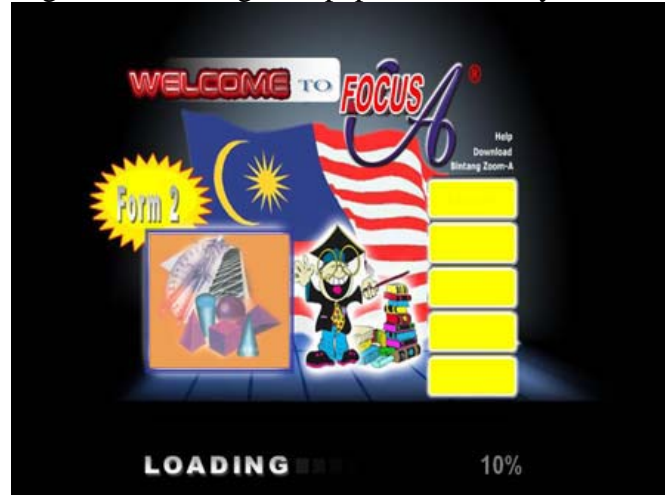 WELCOME TO FOCUS A®
Help
Download
Bintang Zoom-A
Form 2
LOADING 10%